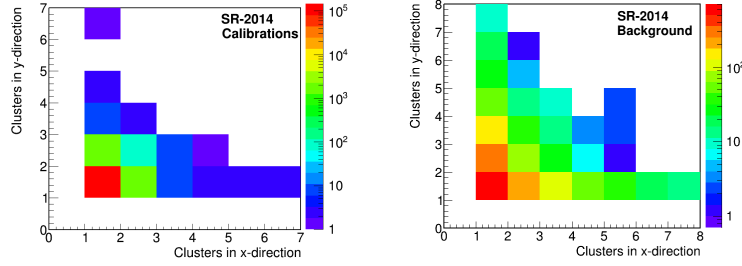 SR-2014
Calibrations
Clusters in y-direction
7
6
5
4
3
2
1
0
0 1 2 3 4 5 6 7
Clusters in x-direction
10^5
10^4
10^3
10^2
10
1
SR-2014
Background
Clusters in y-direction
8
7
6
5
4
3
2
1
0
0 1 2 3 4 5 6 7 8
Clusters in x-direction
10^2
10
1